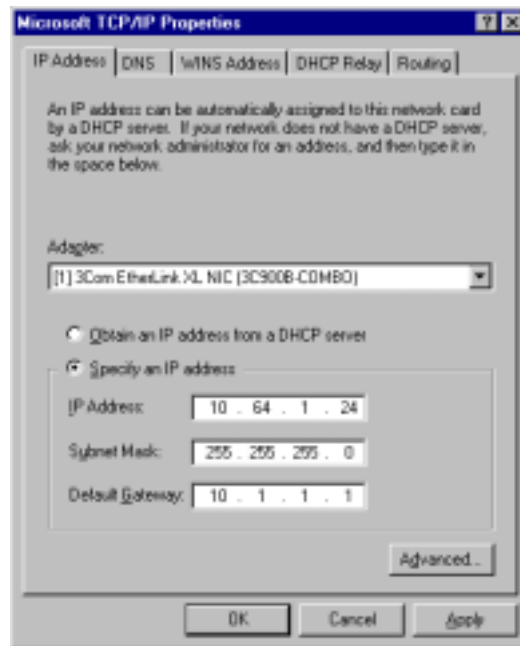 Microsoft TCP/IP Properties
IP Address
DNS
WINS Address
DHCP Relay
Routing
An IP address can be automatically assigned to this network card
by a DHCP server. If your network does not have a DHCP server,
ask your network administrator for an address, and then type it in
the space below.
Adapter:
[1] 3Com EtherLink XL NIC (3C900B-COMBO)
Obtain an IP address from a DHCP server
Specify an IP address
IP Address: 10 . 64 . 1 . 24
Subnet Mask: 255 . 255 . 255 . 0
Default Gateway: 10 . 1 . 1 . 1
Advanced...
OK Cancel Apply